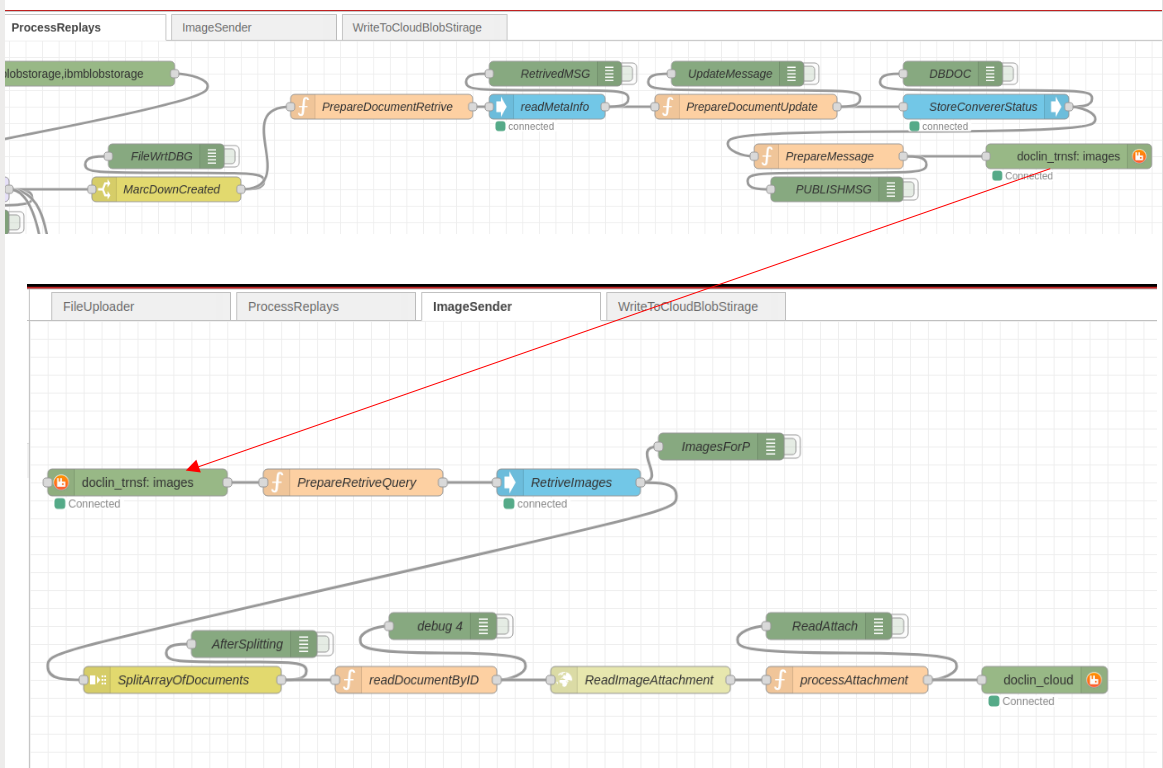 ProcessReplays ImageSender WriteToCloudBlobStirage
lobstorage,ibmblobstorage RetrivedMSG UpdateMessage DBDOC
PrepareDocumentRetrive readMetaInfo PrepareDocumentUpdate StoreConvererStatus
connected connected
FileWrtDBG PrepareMessage doclin_trnsf: images
Connected
MarcDownCreated PUBLISHMSG
FileUploader ProcessReplays ImageSender WriteToCloudBlobStirage
ImagesForP
doclin_trnsf: images PrepareRetriveQuery RetriveImages
Connected connected
debug 4 ReadAttach
AfterSplitting
SplitArrayOfDocuments readDocumentByID ReadImageAttachment processAttachment doclin_cloud
Connected